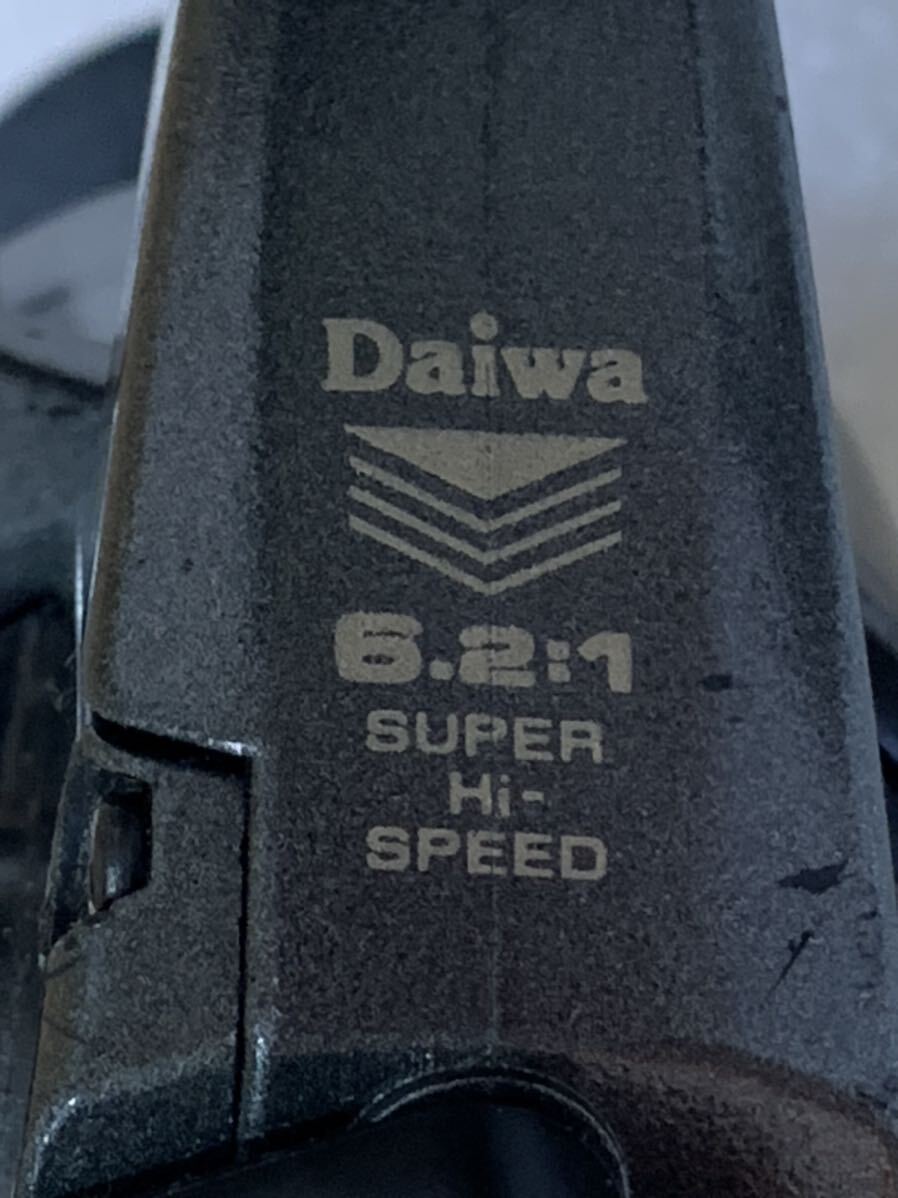 Daiwa
6.2:1
SUPER
Hi-
SPEED